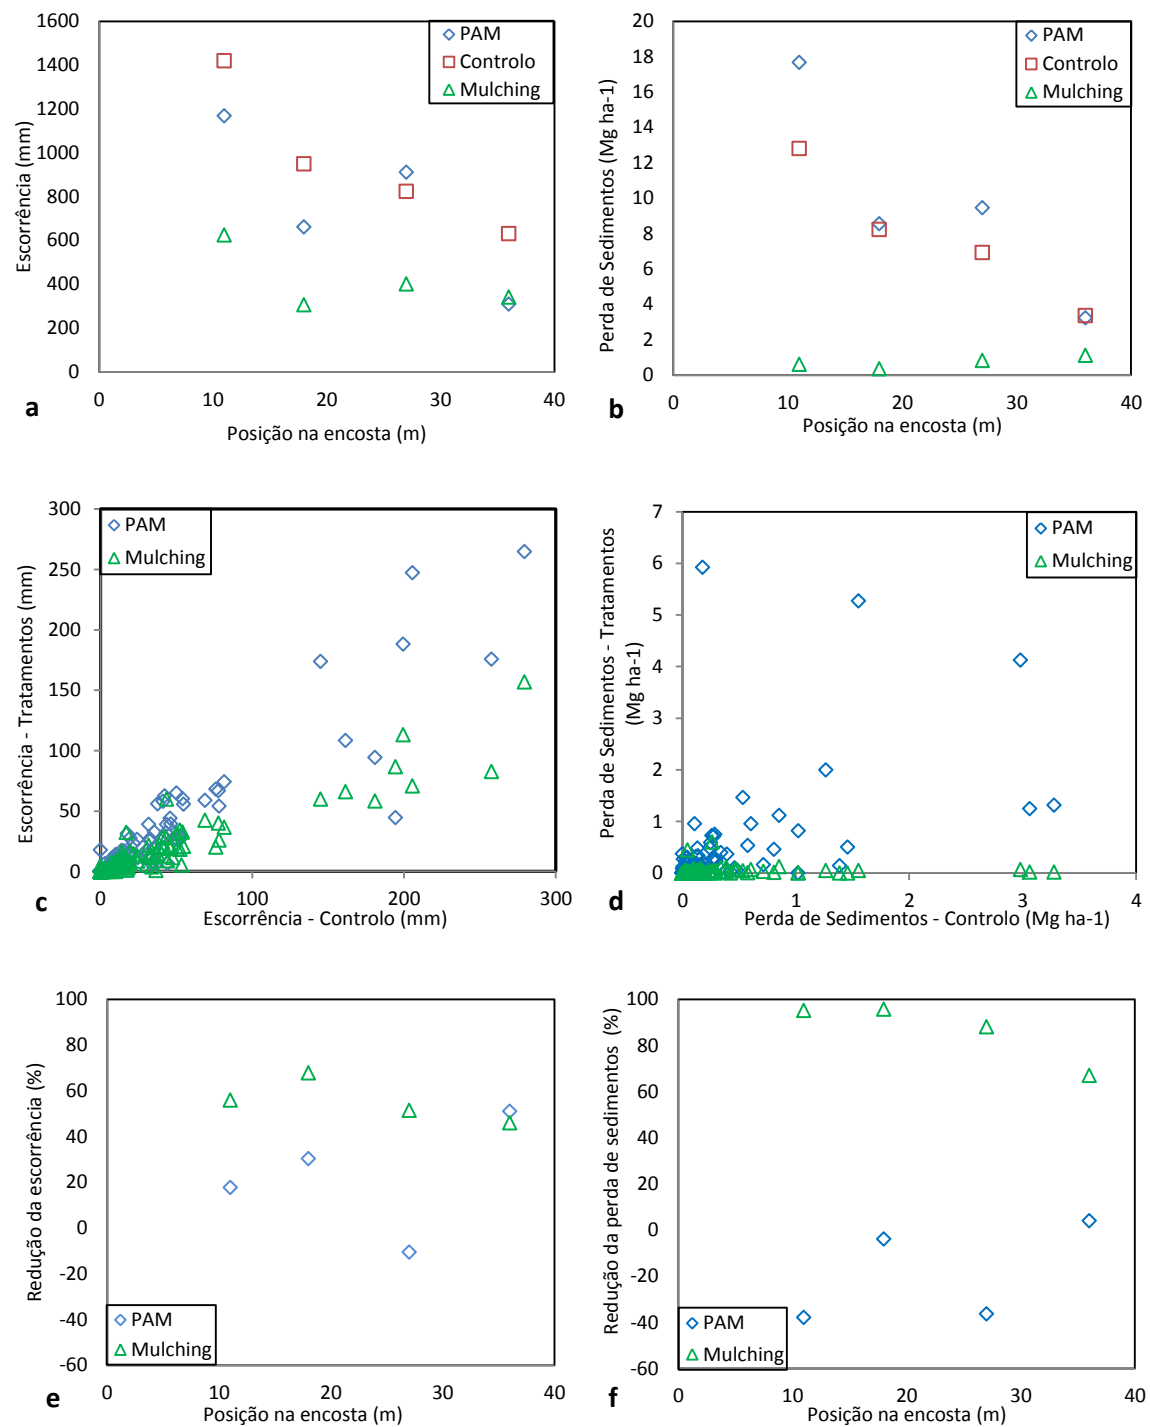 1600
1400
1200
1000
800
600
400
200
0
0 10 20 30 40
Escorrência (mm)
Posição na encosta (m)
PAM
Controlo
Mulching
a
20
18
16
14
12
10
8
6
4
2
0
0 10 20 30 40
Perda de Sedimentos (Mg ha-1)
Posição na encosta (m)
PAM
Controlo
Mulching
b
300
250
200
150
100
50
0
0 100 200 300
Escorrência - Tratamentos (mm)
Escorrência - Controlo (mm)
PAM
Mulching
c
7
6
5
4
3
2
1
0
0 1 2 3 4
Perda de Sedimentos - Tratamentos
(Mg ha-1)
Perda de Sedimentos - Controlo (Mg ha-1)
PAM
Mulching
d
100
80
60
40
20
0
-20
-40
-60
0 10 20 30 40
Redução da escorrência (%)
Posição na encosta (m)
PAM
Mulching
e
100
80
60
40
20
0
-20
-40
-60
0 10 20 30 40
Redução da perda de sedimentos (%)
Posição na encosta (m)
PAM
Mulching
f